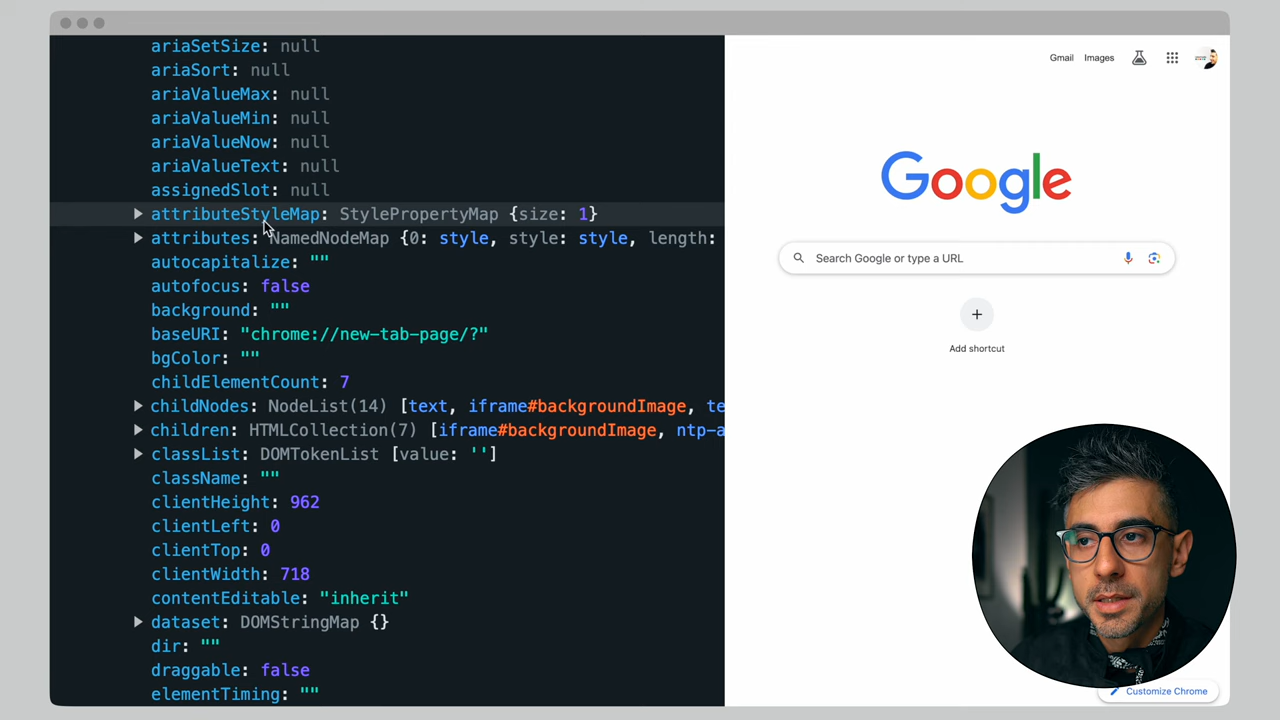 ariaSetSize: null
ariaSort: null
ariaValueMax: null
ariaValueMin: null
ariaValueNow: null
ariaValueText: null
assignedSlot: null
attributeStyleMap: StylePropertyMap {size: 1}
attributes: NamedNodeMap {0: style, style: style, length:
autocapitalize: ""
autofocus: false
background: ""
baseURI: "chrome://new-tab-page/?"
bgColor: ""
childElementCount: 7
childNodes: NodeList(14) [text, iframe#backgroundImage, te
children: HTMLCollection(7) [iframe#backgroundImage, ntp-a
classList: DOMTokenList [value: '']
className: ""
clientHeight: 962
clientLeft: 0
clientTop: 0
clientWidth: 718
contentEditable: "inherit"
dataset: DOMStringMap {}
dir: ""
draggable: false
elementTiming: ""
Gmail Images
Google
Search Google or type a URL
Add shortcut
Customize Chrome